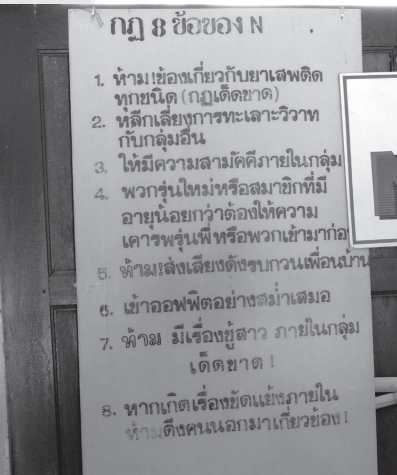 กฎ 8 ข้อของ N
1. ห้าม!ข้องเกี่ยวกับยาเสพติด
ทุกชนิด (กฎเด็ดขาด)
2. หลีกเลี่ยงการทะเลาะวิวาท
กับกลุ่มอื่น
3. ให้มีความสามัคคีภายในกลุ่ม
4. พวกรุ่นใหม่หรือสมาชิกที่มี
อายุน้อยกว่าต้องให้ความ
เคารพรุ่นพี่หรือพวกเข้ามาก่อ
5. ห้าม!ส่งเสียงดังรบกวนเพื่อนบ้าน
6. เข้าออฟฟิตอย่างสม่ำเสมอ
7. ห้าม มีเรื่องชู้สาว ภายในกลุ่ม
เด็ดขาด !
8. หากเกิดเรื่องขัดแย้งภายใน
ห้ามดึงคนนอกมาเกี่ยวข้อง !